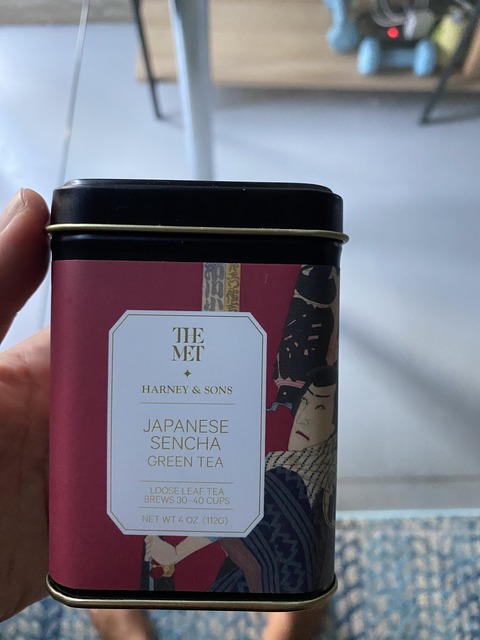 THE
MET
HARNEY & SONS
JAPANESE
SENCHA
GREEN TEA
LOOSE LEAF TEA
BREWS 30-40 CUPS
NET WT 4 OZ (112G)